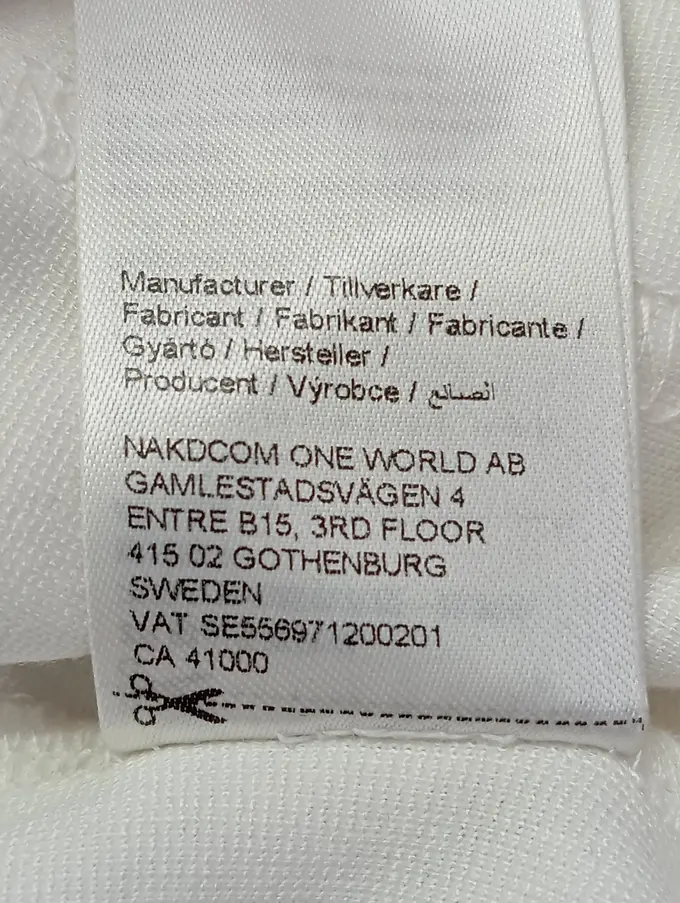 Manufacturer / Tillverkare /
Fabricant / Fabrikant / Fabricante /
Gyártó / Hersteller /
Producent / Výrobce / الصانع
NAKDCOM ONE WORLD AB
GAMLESTADSVÄGEN 4
ENTRE B15, 3RD FLOOR
415 02 GOTHENBURG
SWEDEN
VAT SE556971200201
CA 41000